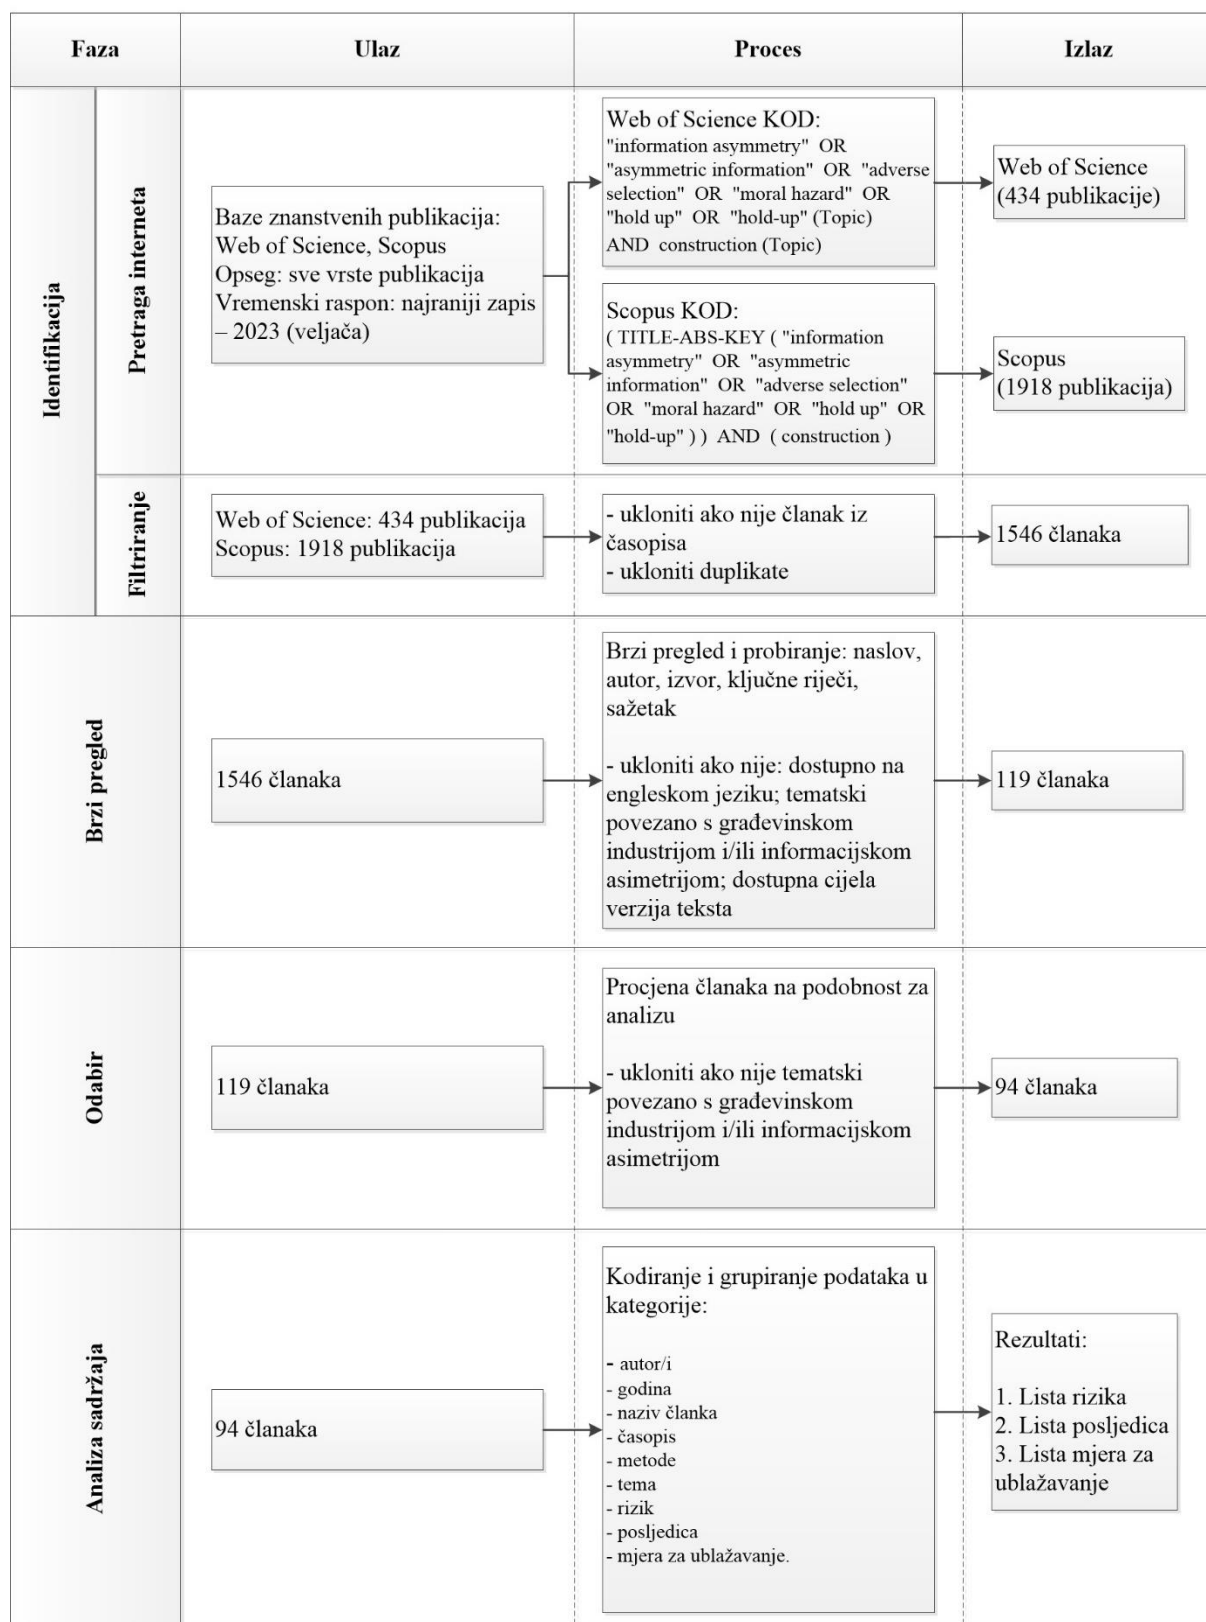 Faza
Ulaz
Proces
Izlaz
Identifikacija
Pretraga interneta
Baze znanstvenih publikacija:
Web of Science, Scopus
Opseg: sve vrste publikacija
Vremenski raspon: najraniji zapis
– 2023 (veljača)
Web of Science KOD:
"information asymmetry" OR
"asymmetric information" OR "adverse
selection" OR "moral hazard" OR
"hold up" OR "hold-up" (Topic)
AND construction (Topic)
Web of Science
(434 publikacije)
Scopus KOD:
( TITLE-ABS-KEY ( "information
asymmetry" OR "asymmetric
information" OR "adverse selection"
OR "moral hazard" OR "hold up" OR
"hold-up" ) ) AND ( construction )
Scopus
(1918 publikacija)
Filtriranje
Web of Science: 434 publikacija
Scopus: 1918 publikacija
- ukloniti ako nije članak iz
časopisa
- ukloniti duplikate
1546 članaka
Brzi pregled
1546 članaka
Brzi pregled i probiranje: naslov,
autor, izvor, ključne riječi,
sažetak
- ukloniti ako nije: dostupno na
engleskom jeziku; tematski
povezano s građevinskom
industrijom i/ili informacijskom
asimetrijom; dostupna cijela
verzija teksta
119 članaka
Odabir
119 članaka
Procjena članaka na podobnost za
analizu
- ukloniti ako nije tematski
povezano s građevinskom
industrijom i/ili informacijskom
asimetrijom
94 članaka
Analiza sadržaja
94 članaka
Kodiranje i grupiranje podataka u
kategorije:
- autor/i
- godina
- naziv članka
- časopis
- metode
- tema
- rizik
- posljedica
- mjera za ublažavanje.
Rezultati:
1. Lista rizika
2. Lista posljedica
3. Lista mjera za
ublažavanje